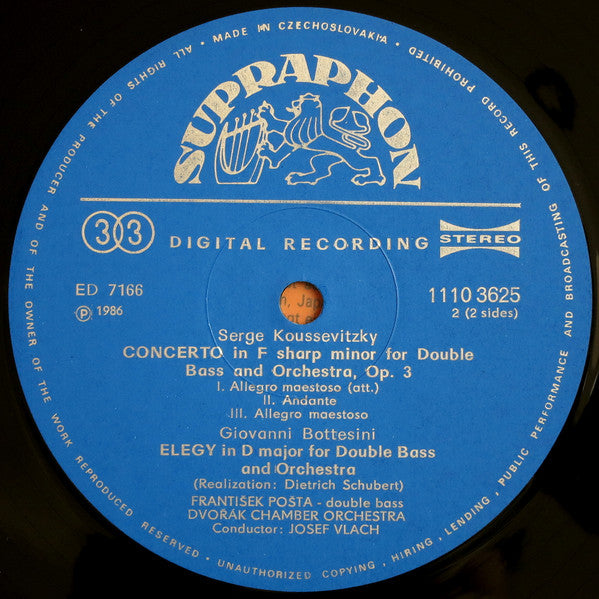 ALL RIGHTS OF THE PRODUCER AND OF THE OWNER OF THE WORK REPRODUCED RESERVED · UNAUTHORIZED COPYING, HIRING, LENDING, PUBLIC PERFORMANCE AND BROADCASTING OF THIS RECORD PROHIBITED · MADE IN CZECHOSLOVAKIA ·
SUPRAPHON
33 DIGITAL RECORDING STEREO
ED 7166 1110 3625
℗ 1986 2 (2 sides)
Serge Koussevitzky
CONCERTO in F sharp minor for Double
Bass and Orchestra, Op. 3
I. Allegro maestoso (att.)
II. Andante
III. Allegro maestoso
Giovanni Bottesini
ELEGY in D major for Double Bass
and Orchestra
(Realization: Dietrich Schubert)
FRANTIŠEK POŠTA - double bass
DVOŘÁK CHAMBER ORCHESTRA
Conductor: JOSEF VLACH